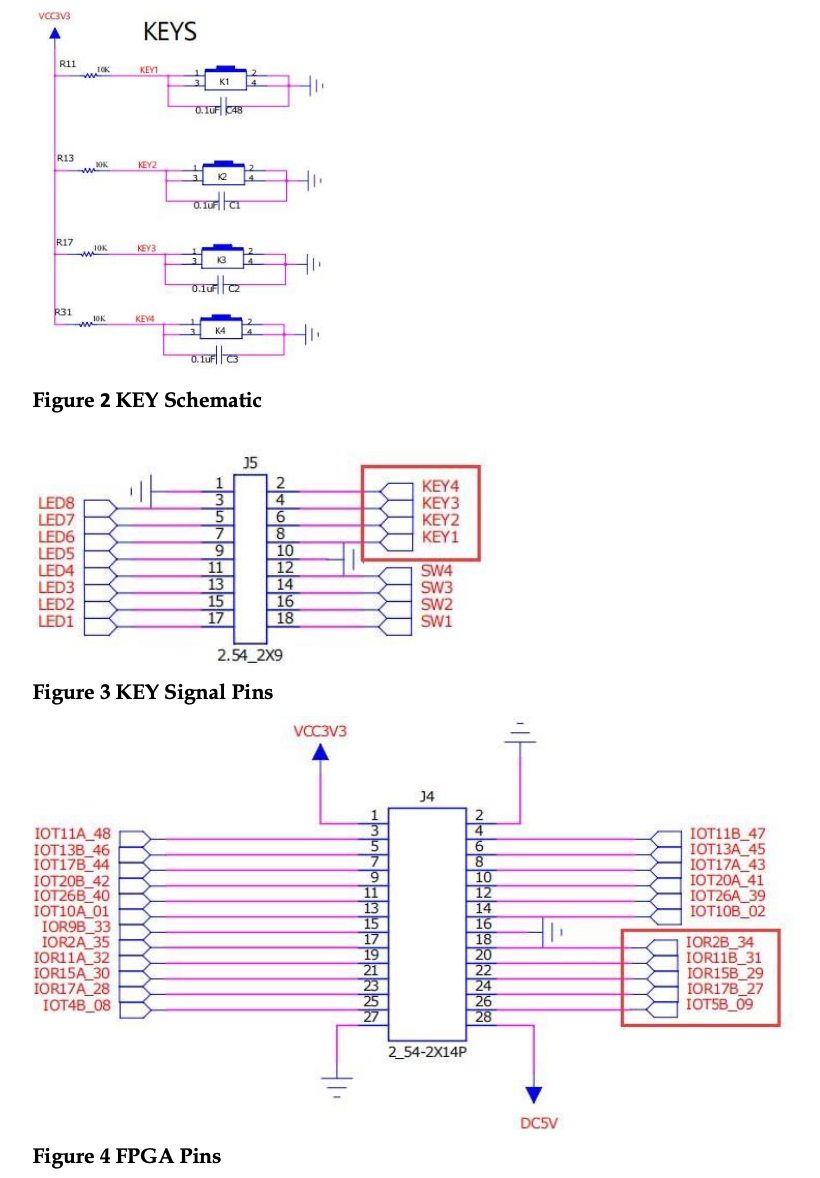 VCC3V3
KEYS
R11 10K KEY1 1 2
3 K1 4
0.1uF C48
R13 10K KEY2 1 2
3 K2 4
0.1uF C1
R17 10K KEY3 1 2
3 K3 4
0.1uF C2
R31 10K KEY4 1 2
3 K4 4
0.1uF C3
Figure 2 KEY Schematic
J5
1 2 KEY4
LED8 3 4 KEY3
LED7 5 6 KEY2
LED6 7 8 KEY1
LED5 9 10
LED4 11 12 SW4
LED3 13 14 SW3
LED2 15 16 SW2
LED1 17 18 SW1
2.54_2X9
Figure 3 KEY Signal Pins
VCC3V3
J4
1 2
IOT11A_48 3 4 IOT11B_47
IOT13B_46 5 6 IOT13A_45
IOT17B_44 7 8 IOT17A_43
IOT20B_42 9 10 IOT20A_41
IOT26B_40 11 12 IOT26A_39
IOT10A_01 13 14 IOT10B_02
IOR9B_33 15 16
IOR2A_35 17 18 IOR2B_34
IOR11A_32 19 20 IOR11B_31
IOR15A_30 21 22 IOR15B_29
IOR17A_28 23 24 IOR17B_27
IOT4B_08 25 26 IOT5B_09
27 28
2_54-2X14P
DC5V
Figure 4 FPGA Pins